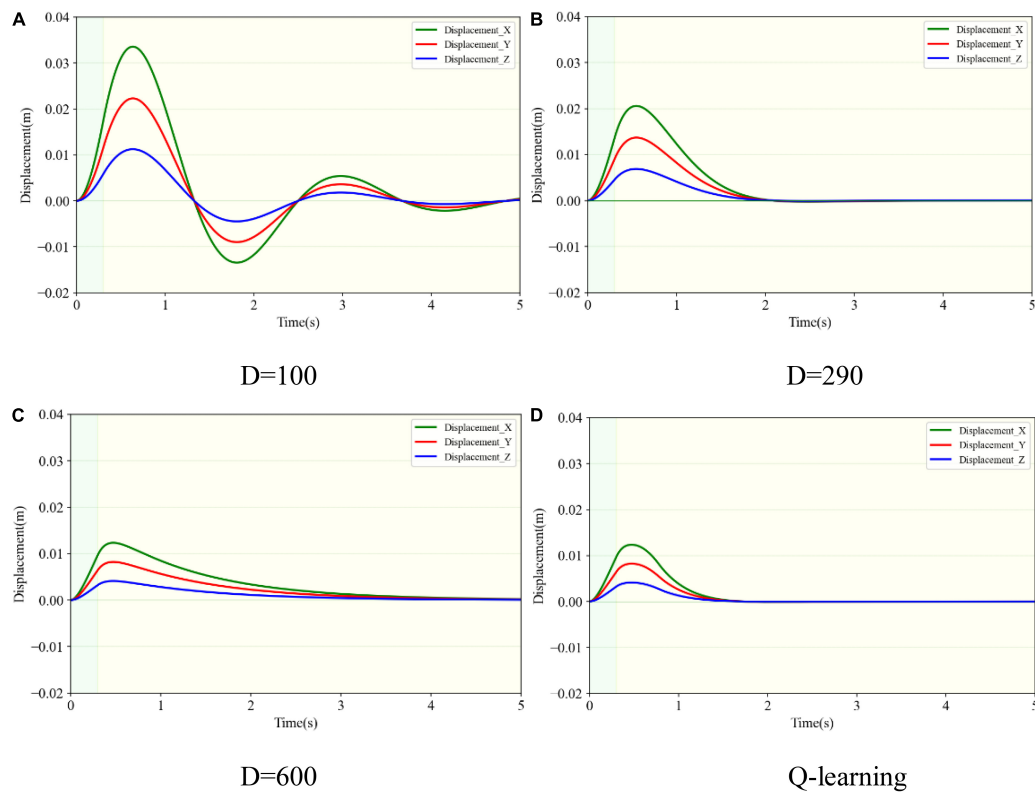 A
Displacement(m)
0.04
0.03
0.02
0.01
0.00
−0.01
−0.02
Displacement_X
Displacement_Y
Displacement_Z
0 1 2 3 4 5
Time(s)
D=100
B
Displacement(m)
0.04
0.03
0.02
0.01
0.00
−0.01
−0.02
Displacement_X
Displacement_Y
Displacement_Z
0 1 2 3 4 5
Time(s)
D=290
C
Displacement(m)
0.04
0.03
0.02
0.01
0.00
−0.01
−0.02
Displacement_X
Displacement_Y
Displacement_Z
0 1 2 3 4 5
Time(s)
D=600
D
Displacement(m)
0.04
0.03
0.02
0.01
0.00
−0.01
−0.02
Displacement_X
Displacement_Y
Displacement_Z
0 1 2 3 4 5
Time(s)
Q-learning